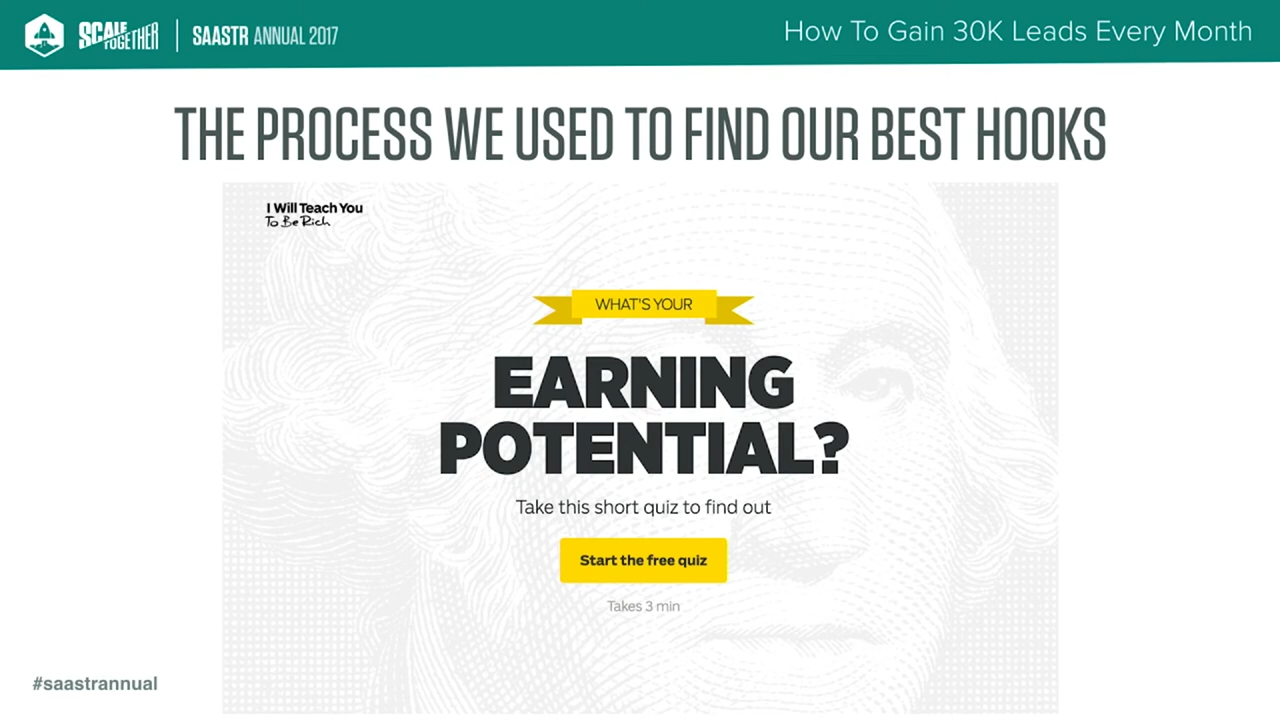 SCALE
TOGETHER
SAASTR ANNUAL 2017
How To Gain 30K Leads Every Month
THE PROCESS WE USED TO FIND OUR BEST HOOKS
I Will Teach You
To Be Rich
WHAT'S YOUR
EARNING
POTENTIAL?
Take this short quiz to find out
Start the free quiz
Takes 3 min
#saastrannual